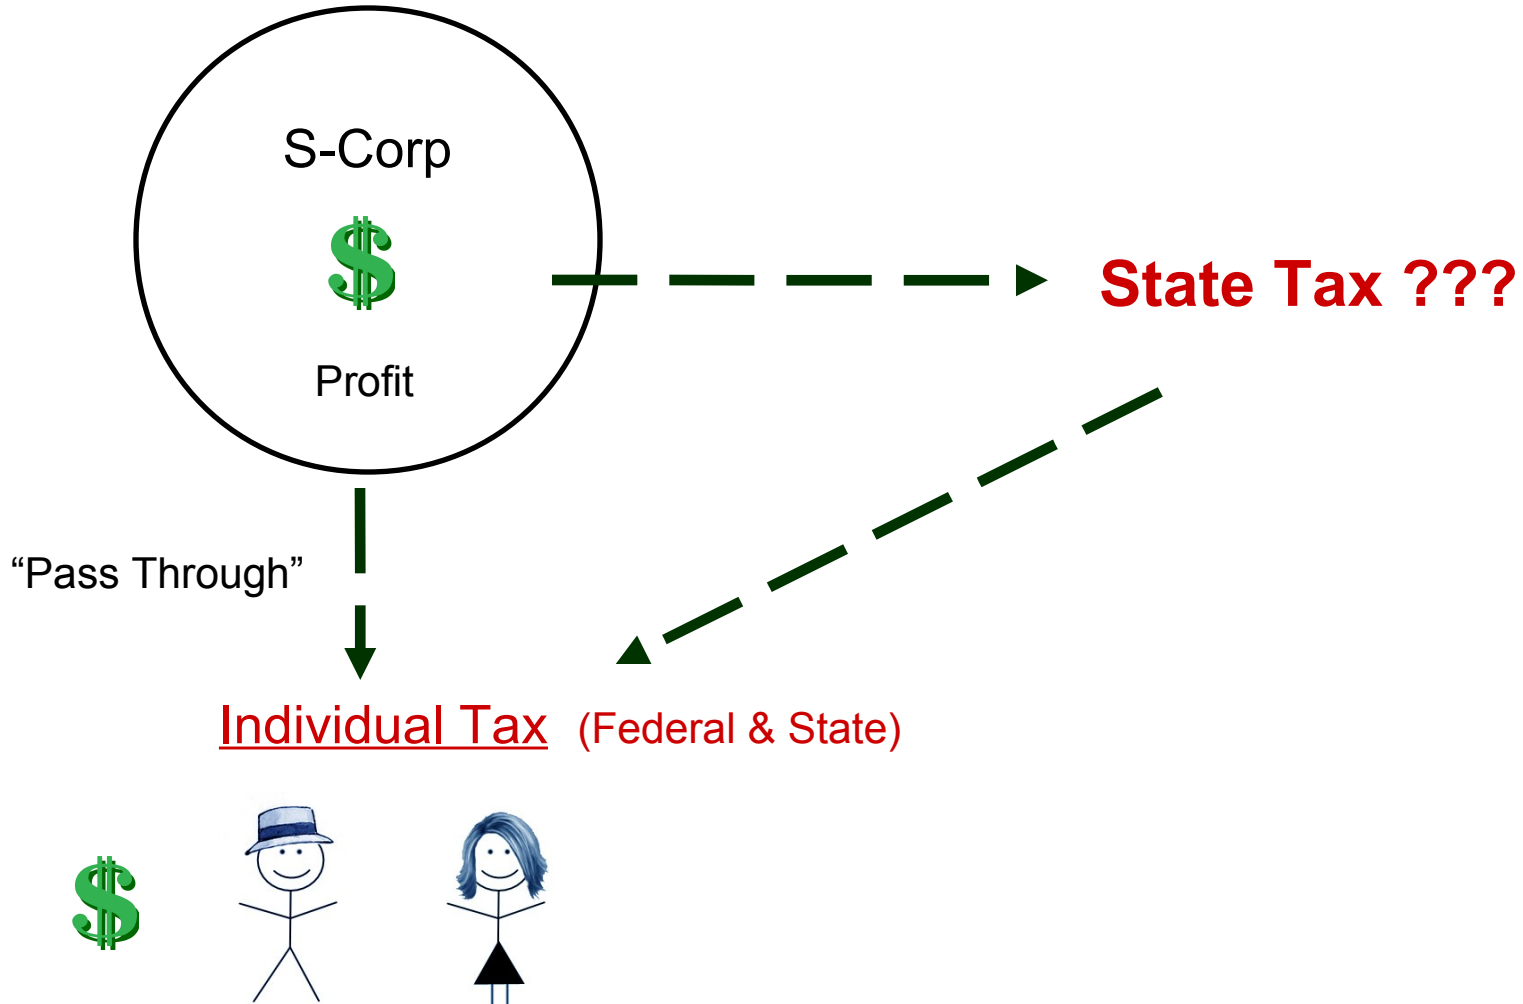 S-Corp
$
Profit
State Tax ???
“Pass Through”
Individual Tax (Federal & State)
$